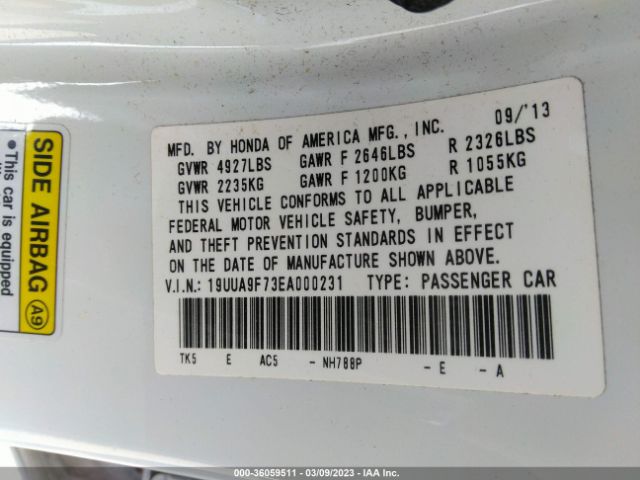 09/'13
MFD. BY HONDA OF AMERICA MFG., INC.
GVWR 4927LBS GAWR F 2646LBS R 2326LBS
GVWR 2235KG GAWR F 1200KG R 1055KG
THIS VEHICLE CONFORMS TO ALL APPLICABLE
FEDERAL MOTOR VEHICLE SAFETY, BUMPER,
AND THEFT PREVENTION STANDARDS IN EFFECT
ON THE DATE OF MANUFACTURE SHOWN ABOVE.
V.I.N.: 19UUA9F73EA000231 TYPE: PASSENGER CAR
TK5 E AC5 - NH788P - E - A
SIDE AIRBAG A9
•This car is equipped
000-36059511 - 03/09/2023 - IAA Inc.